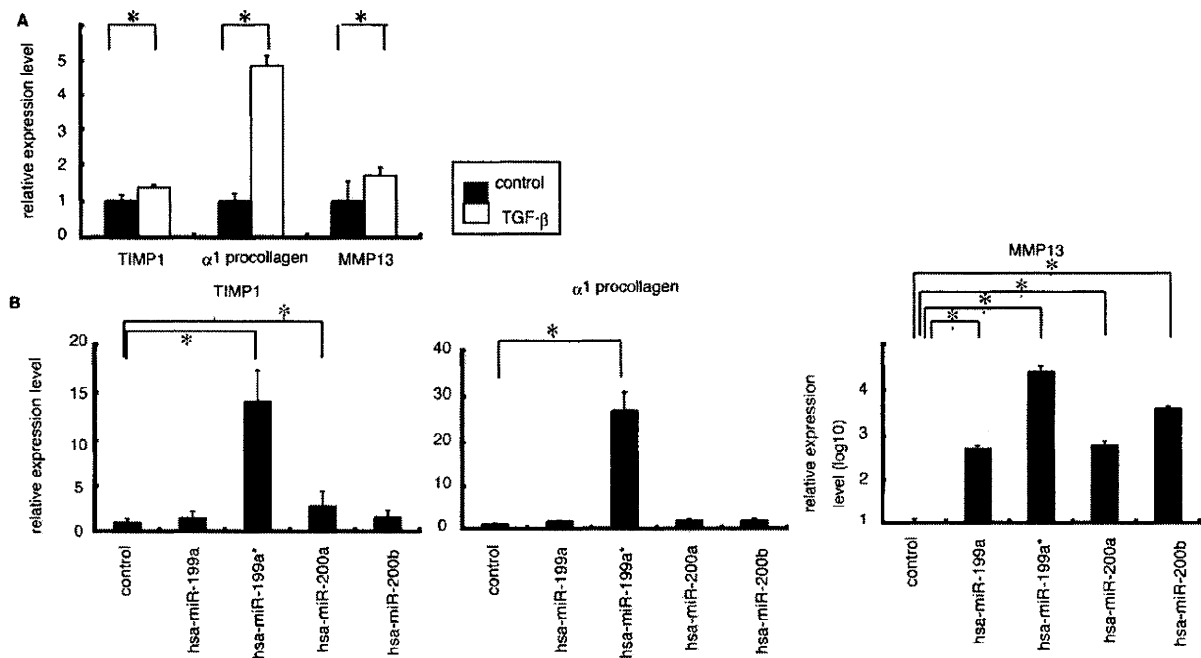 A
* * *
relative expression level
5
4
3
2
1
0
TIMP1 α1 procollagen MMP13
control
TGF-β
B
TIMP1
* *
relative expression level
20
15
10
5
0
control
hsa-miR-199a
hsa-miR-199a*
hsa-miR-200a
hsa-miR-200b
α1 procollagen
*
40
30
20
10
0
control
hsa-miR-199a
hsa-miR-199a*
hsa-miR-200a
hsa-miR-200b
MMP13
*
*
*
*
relative expression
level (log10)
4
3
2
1
control
hsa-miR-199a
hsa-miR-199a*
hsa-miR-200a
hsa-miR-200b